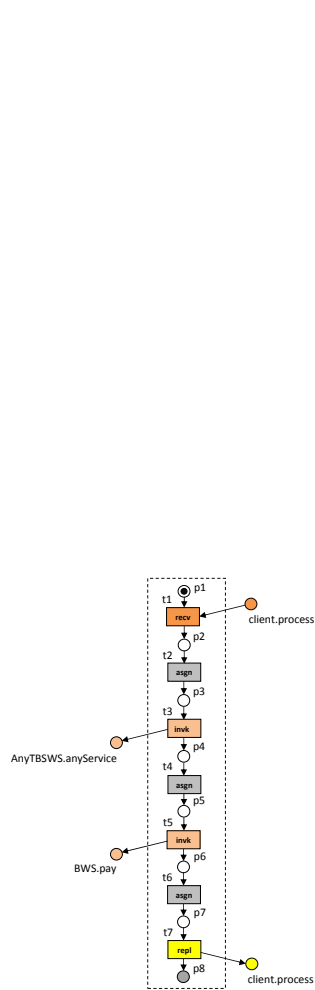 p1
t1
recv
client.process
p2
t2
asgn
p3
t3
invk
p4
AnyTBSWS.anyService
t4
asgn
p5
t5
invk
p6
BWS.pay
t6
asgn
p7
t7
repl
p8
client.process